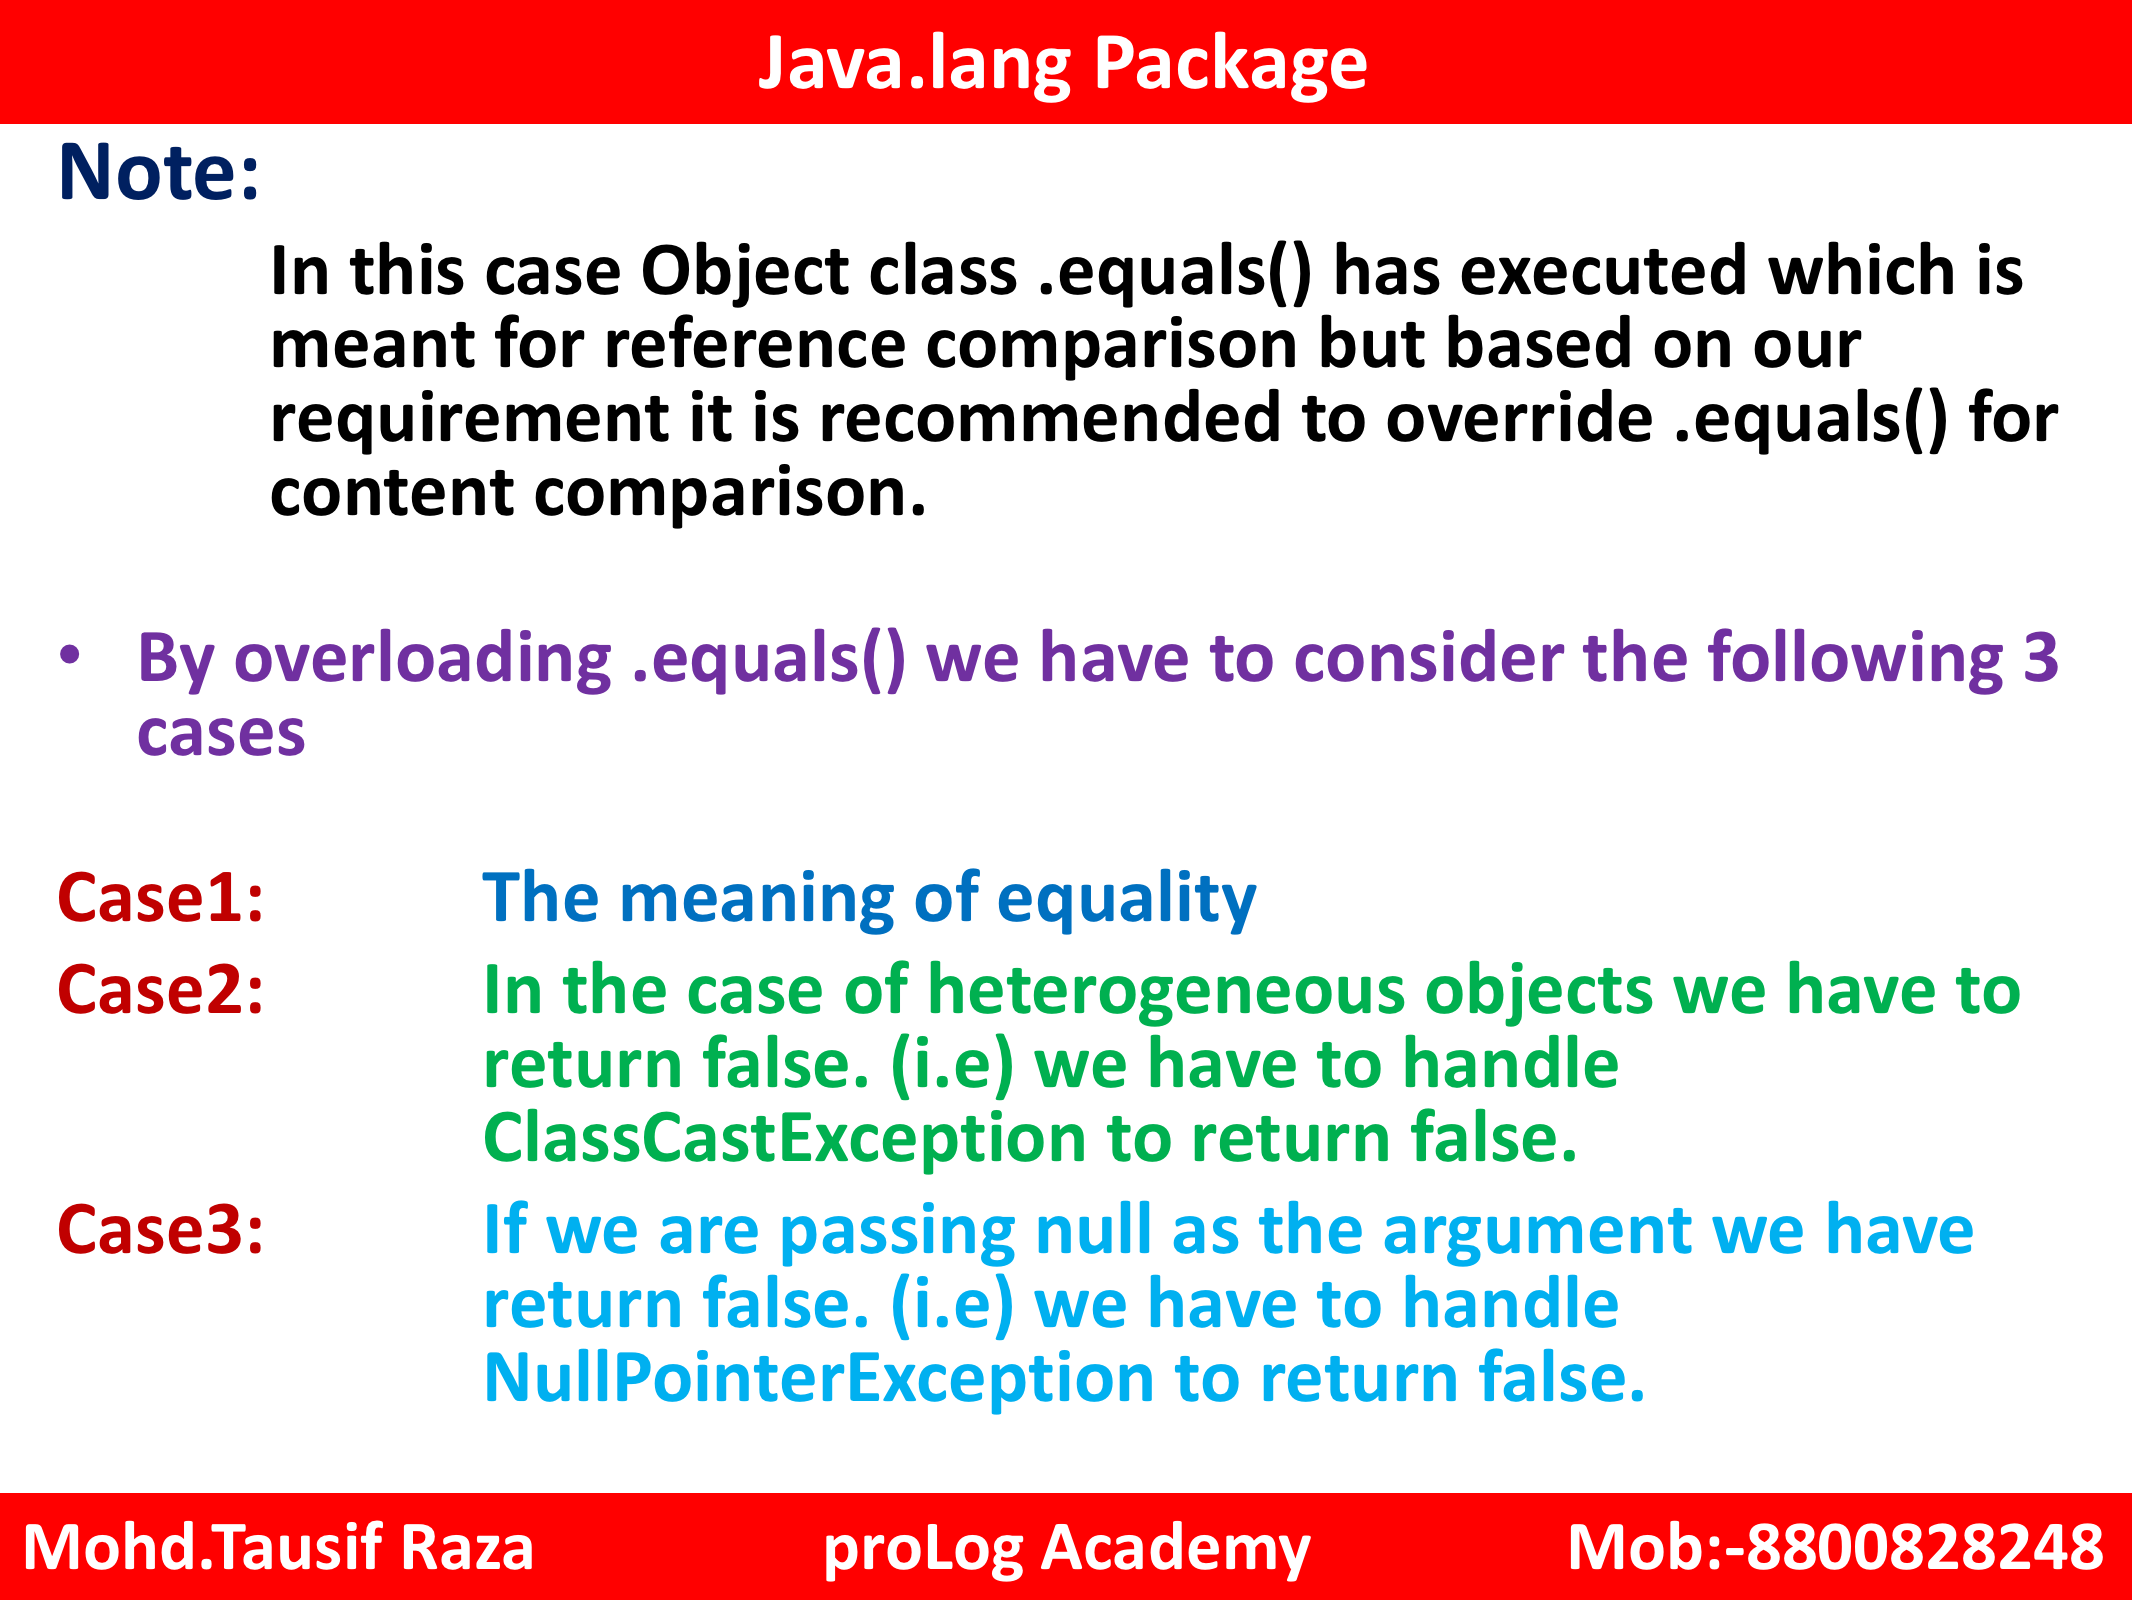 Java.lang Package
Note:
In this case Object class .equals() has executed which is
meant for reference comparison but based on our
requirement it is recommended to override .equals() for
content comparison.
• By overloading .equals() we have to consider the following 3
cases
Case1: The meaning of equality
Case2: In the case of heterogeneous objects we have to
return false. (i.e) we have to handle
ClassCastException to return false.
Case3: If we are passing null as the argument we have
return false. (i.e) we have to handle
NullPointerException to return false.
Mohd.Tausif Raza proLog Academy Mob:-8800828248